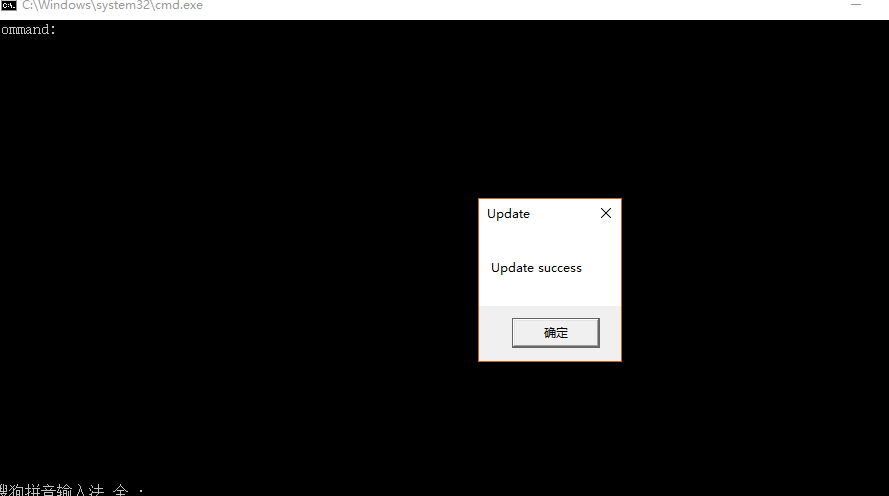 C:\Windows\system32\cmd.exe
ommand:
Update
Update success
确定
搜狗拼音输入法 全 :